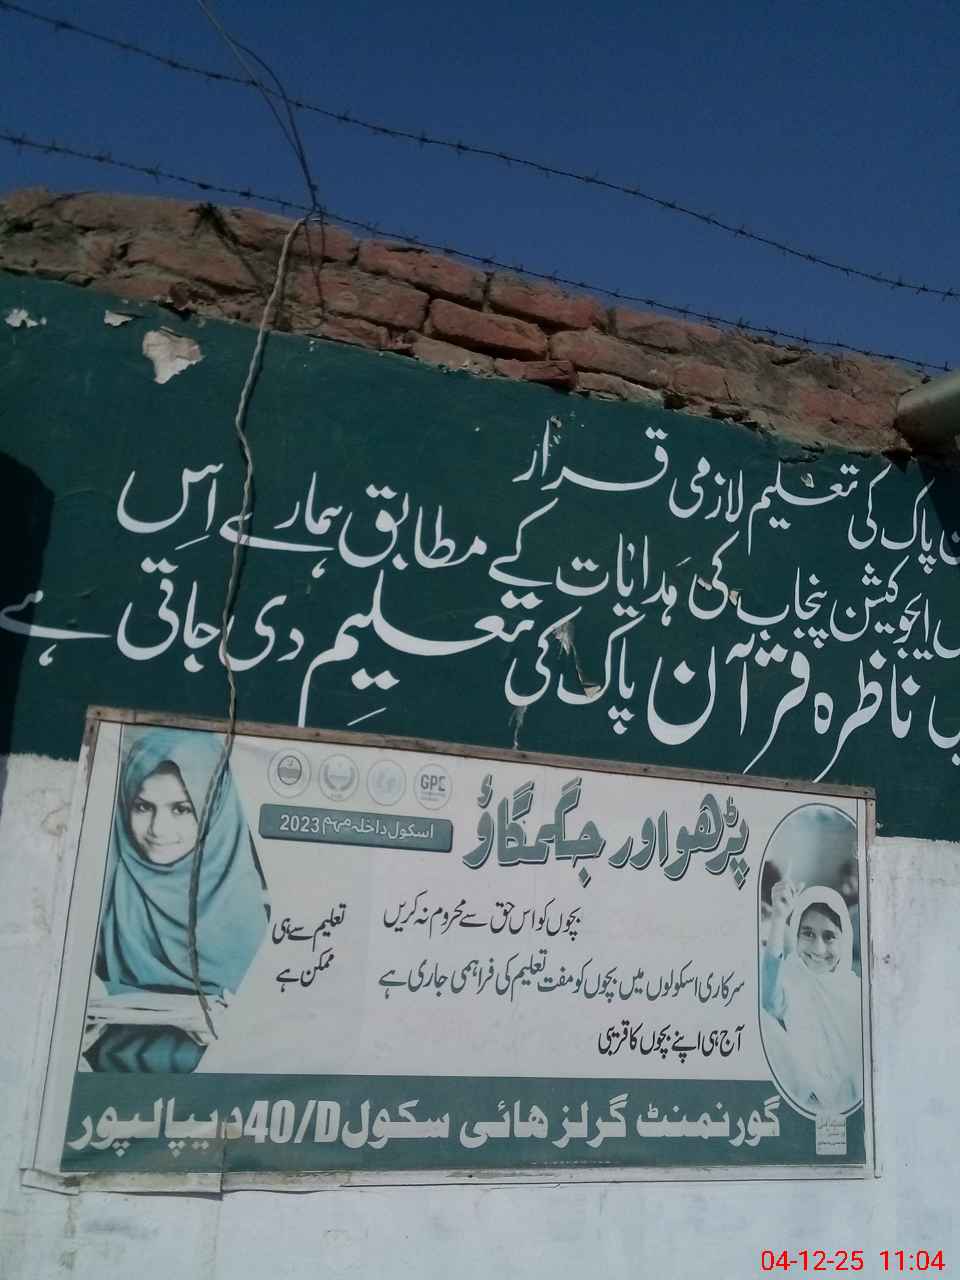 پاک کی تعلیم لازمی قرار
ایجوکیشن پنجاب کی ہدایات کے مطابق ہمارے اِس
ناظرہ قرآن پاک کی تعلیم دی جاتی ہے
GPE
اسکول داخلہ مہم 2023
پڑھو اور جگمگاؤ
بچوں کو اس حق سے محروم نہ کریں
تعلیم سے ہی
ممکن ہے
سرکاری اسکولوں میں بچوں کو مفت تعلیم کی فراہمی جاری ہے
آج ہی اپنے بچوں کا قریبی
گورنمنٹ گرلز ھائی سکول 40/D دیپالپور
04-12-25 11:04